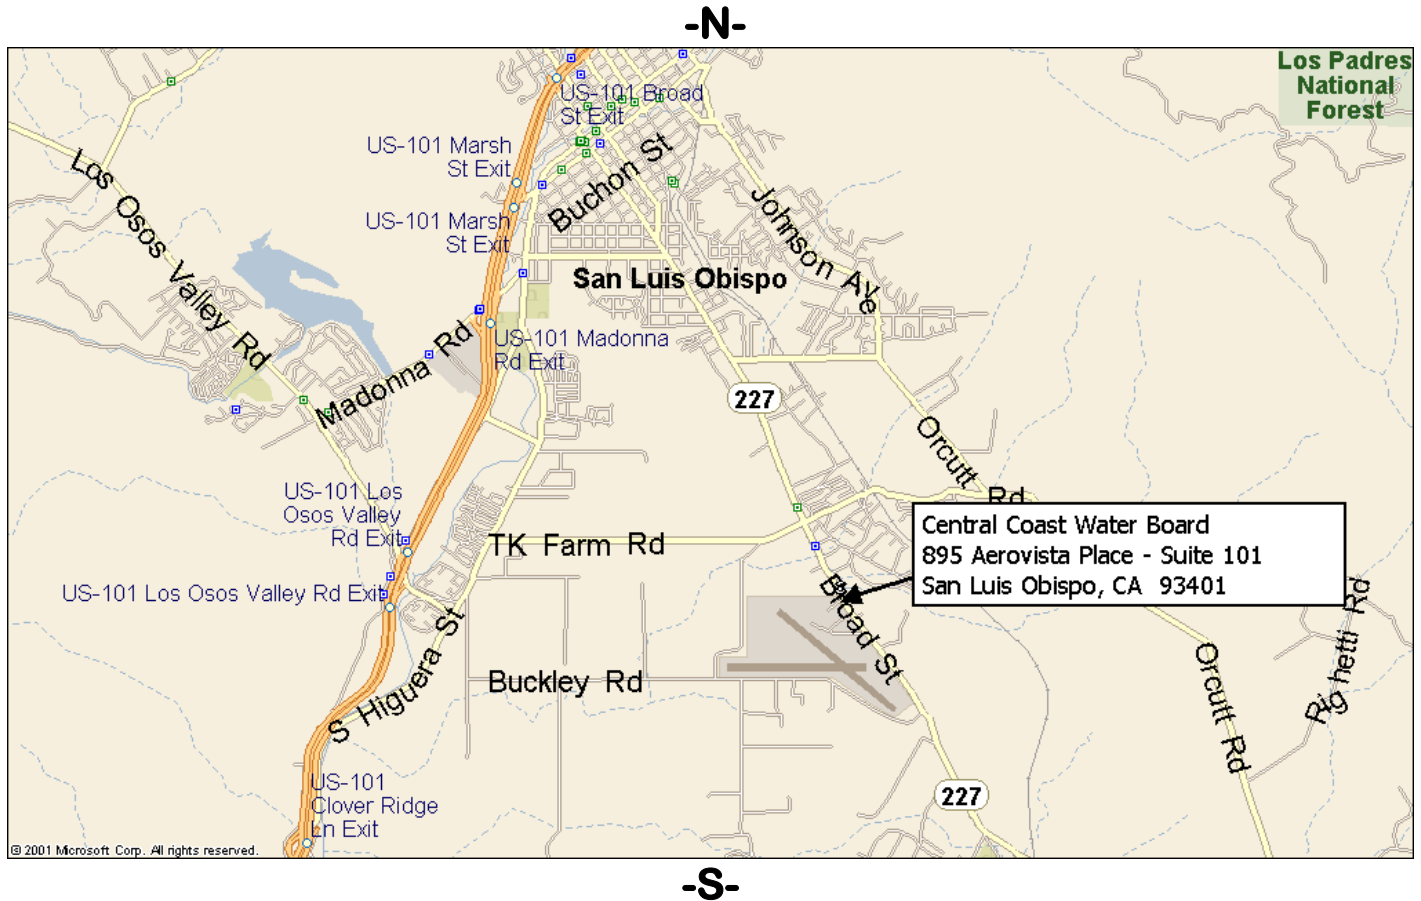 -N-
Los Padres
National
Forest
US-101 Broad
St Exit
US-101 Marsh
St Exit
Buchon St
Los Osos Valley Rd
US-101 Marsh
St Exit
Johnson Ave
San Luis Obispo
Madonna Rd
US-101 Madonna
Rd Exit
227
Orcutt Rd
US-101 Los
Osos Valley
Rd Exit
Central Coast Water Board
895 Aerovista Place - Suite 101
San Luis Obispo, CA 93401
TK Farm Rd
US-101 Los Osos Valley Rd Exit
Broad St
S Higuera St
Buckley Rd
Orcutt Rd
Righetti Rd
US-101
Clover Ridge
Ln Exit
227
© 2001 Microsoft Corp. All rights reserved.
-S-